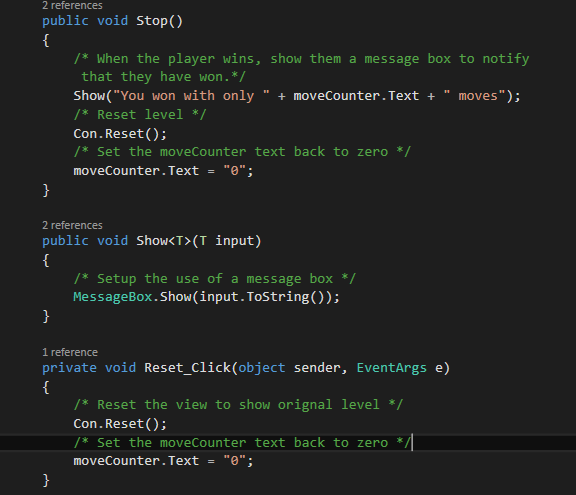 2 references
public void Stop()
{
/* When the player wins, show them a message box to notify
that they have won.*/
Show("You won with only " + moveCounter.Text + " moves");
/* Reset level */
Con.Reset();
/* Set the moveCounter text back to zero */
moveCounter.Text = "0";
}
2 references
public void Show<T>(T input)
{
/* Setup the use of a message box */
MessageBox.Show(input.ToString());
}
1 reference
private void Reset_Click(object sender, EventArgs e)
{
/* Reset the view to show orignal level */
Con.Reset();
/* Set the moveCounter text back to zero */
moveCounter.Text = "0";
}